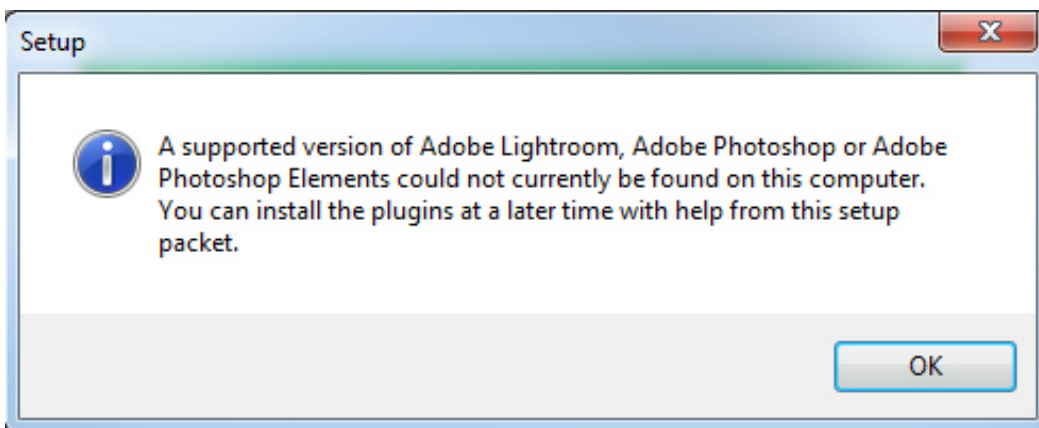 Setup
A supported version of Adobe Lightroom, Adobe Photoshop or Adobe
Photoshop Elements could not currently be found on this computer.
You can install the plugins at a later time with help from this setup
packet.
OK